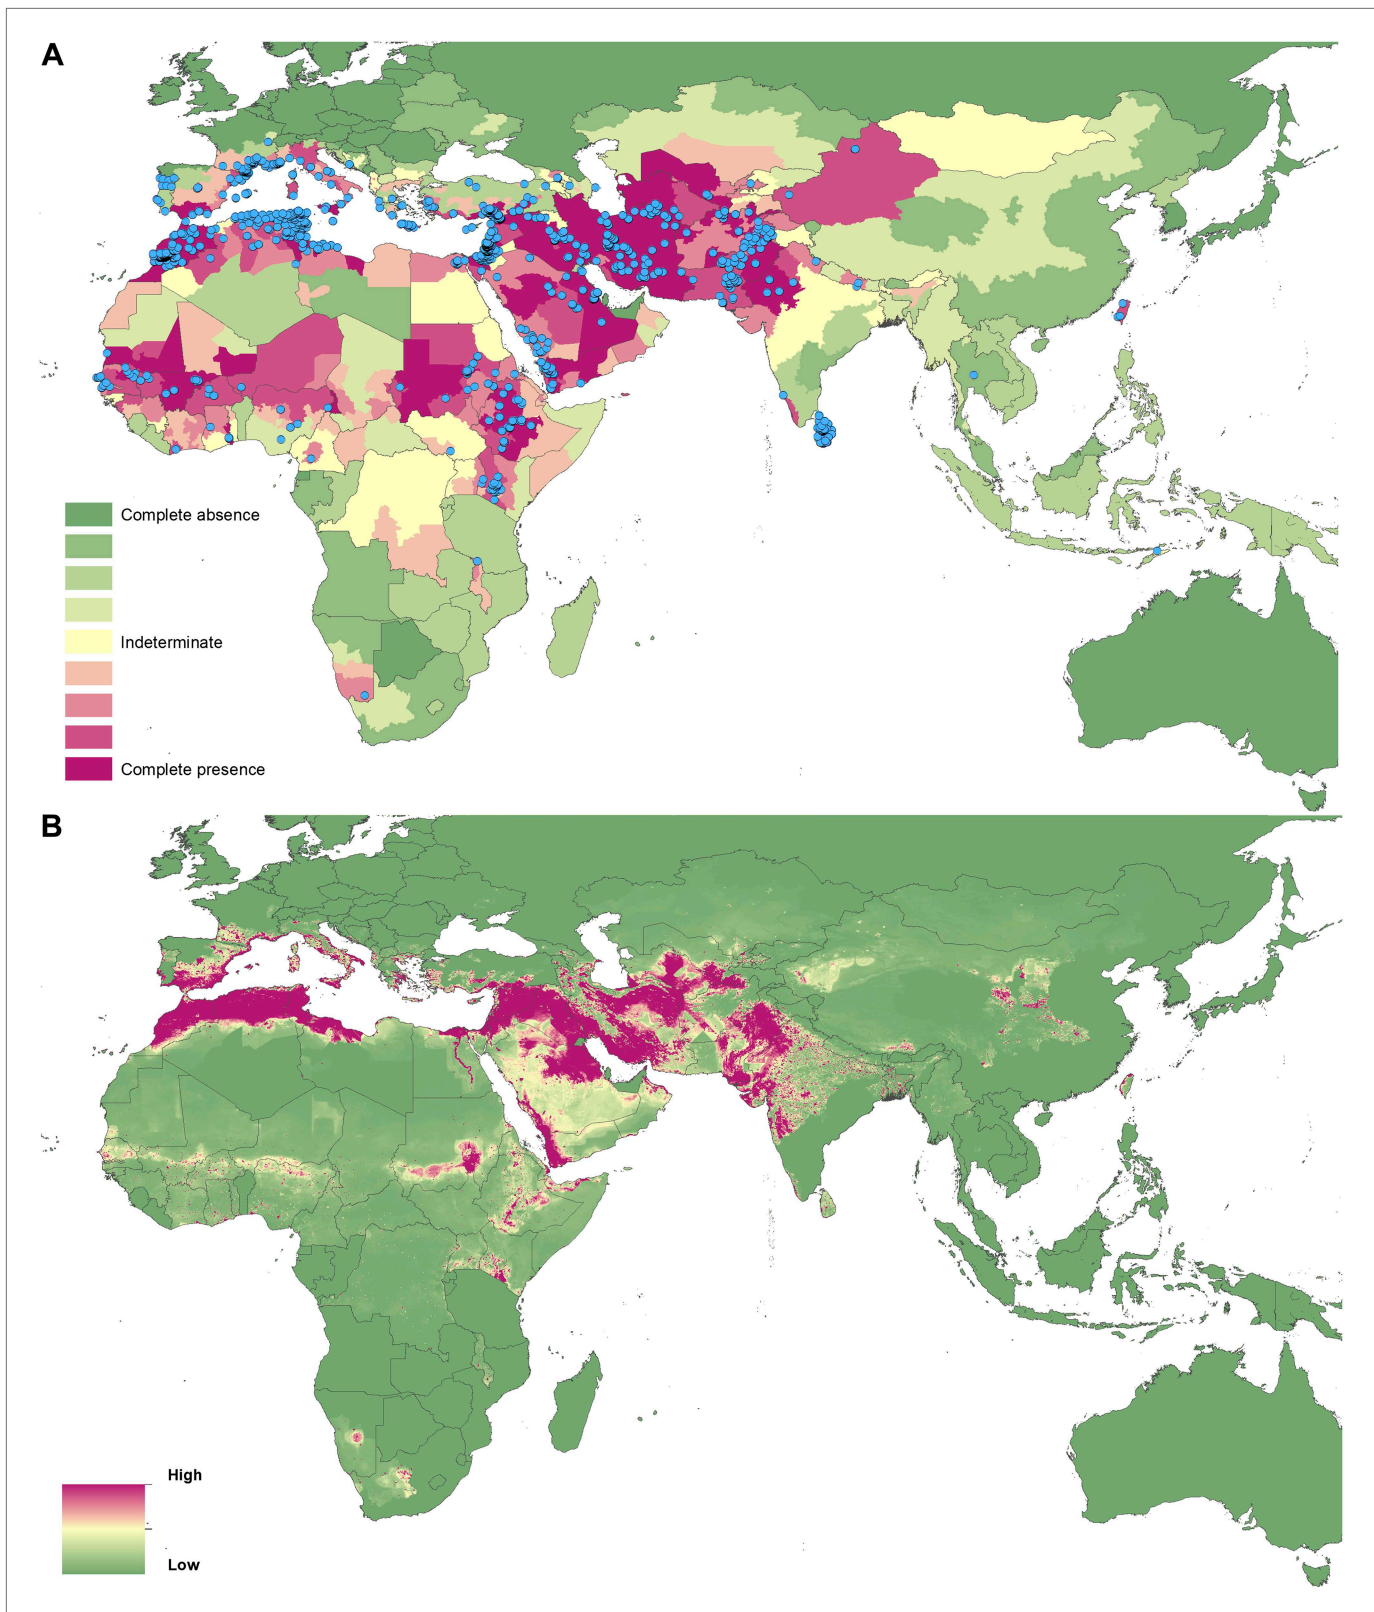 A
Complete absence
Indeterminate
Complete presence
B
High
Low